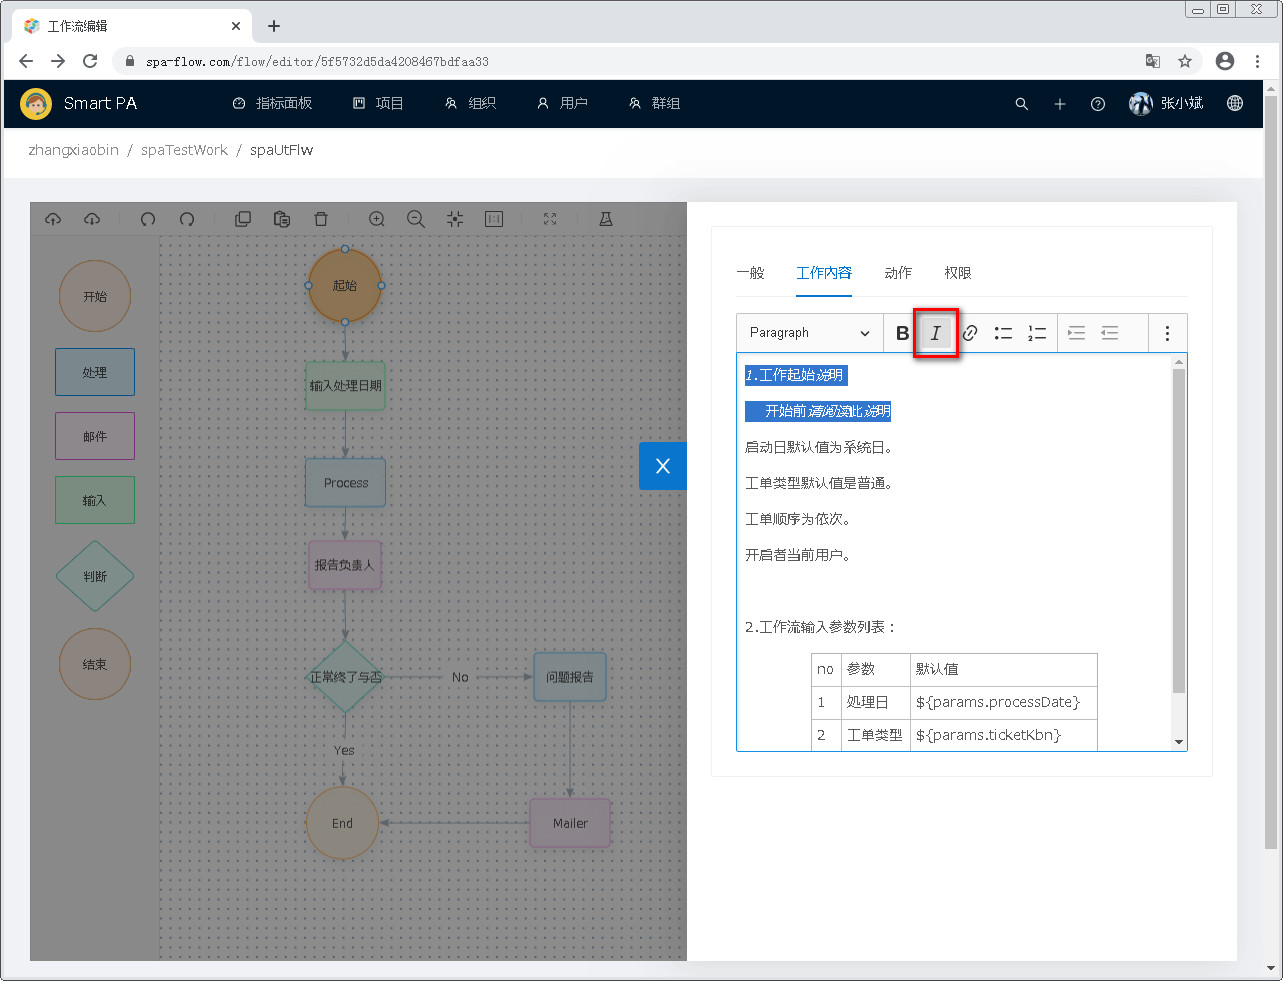 工作流编辑
spa-flow.com/flow/editor/5f5732d5da4208467bdfaa33
Smart PA
指标面板
项目
组织
用户
群组
张小斌
zhangxiaobin / spaTestWork / spaUtFlw
开始
处理
邮件
输入
判断
结束
起始
输入处理日期
Process
报告负责人
正常终了与否
No
问题报告
Yes
End
Mailer
X
一般
工作内容
动作
权限
Paragraph
B
I
1.工作起始说明
开始前请阅读此说明
启动日默认值为系统日。
工单类型默认值是普通。
工单顺序为依次。
开启者当前用户。
2.工作流输入参数列表：
no 参数 默认值
1 处理日 ${params.processDate}
2 工单类型 ${params.ticketKbn}